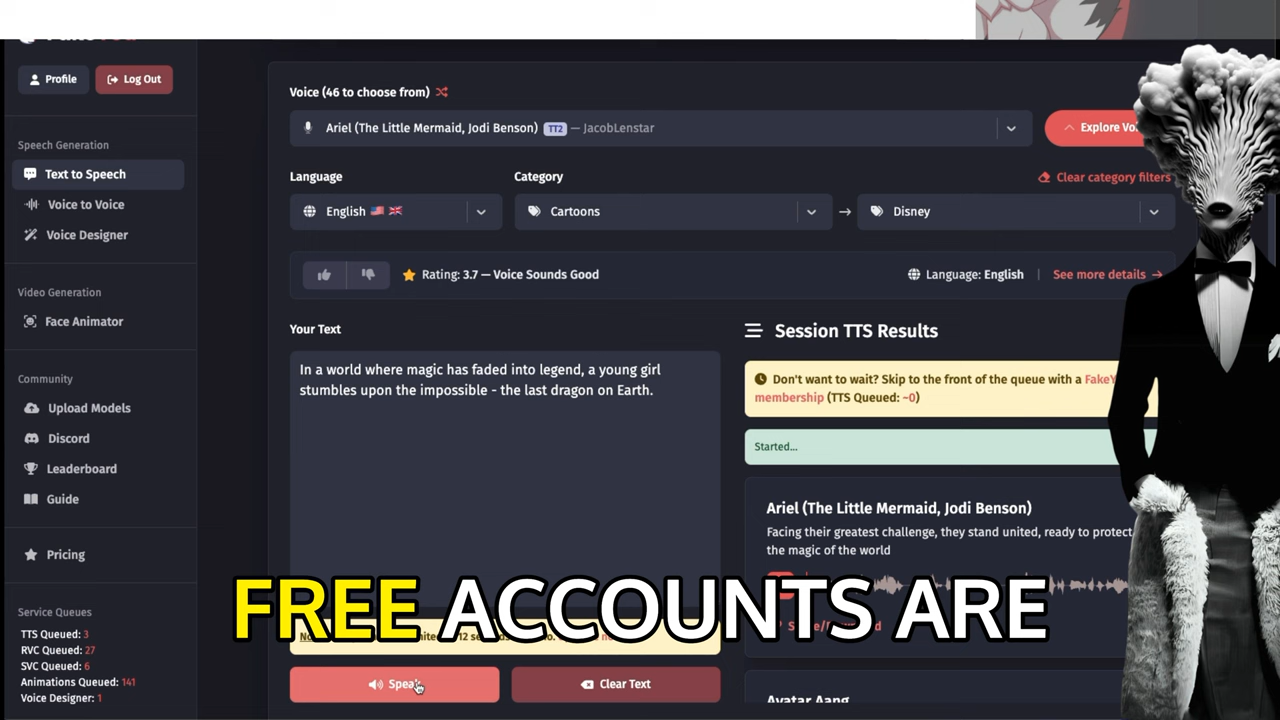 Profile
Log Out
Speech Generation
Text to Speech
Voice to Voice
Voice Designer
Video Generation
Face Animator
Community
Upload Models
Discord
Leaderboard
Guide
Pricing
Service Queues
TTS Queued: 3
RVC Queued: 27
SVC Queued: 6
Animations Queued: 141
Voice Designer: 1
Voice (46 to choose from)
Ariel (The Little Mermaid, Jodi Benson) TT2 — JacobLenstar
Explore
Language
Category
Clear category filters
English
Cartoons
Disney
Rating: 3.7 — Voice Sounds Good
Language: English
See more details
Your Text
In a world where magic has faded into legend, a young girl
stumbles upon the impossible - the last dragon on Earth.
Speak
Clear Text
Session TTS Results
Don't want to wait? Skip to the front of the queue with a
membership (TTS Queued: ~0)
Started...
Ariel (The Little Mermaid, Jodi Benson)
Facing their greatest challenge, they stand united, ready to protect
the magic of the world
Avatar Aang
FREE ACCOUNTS ARE